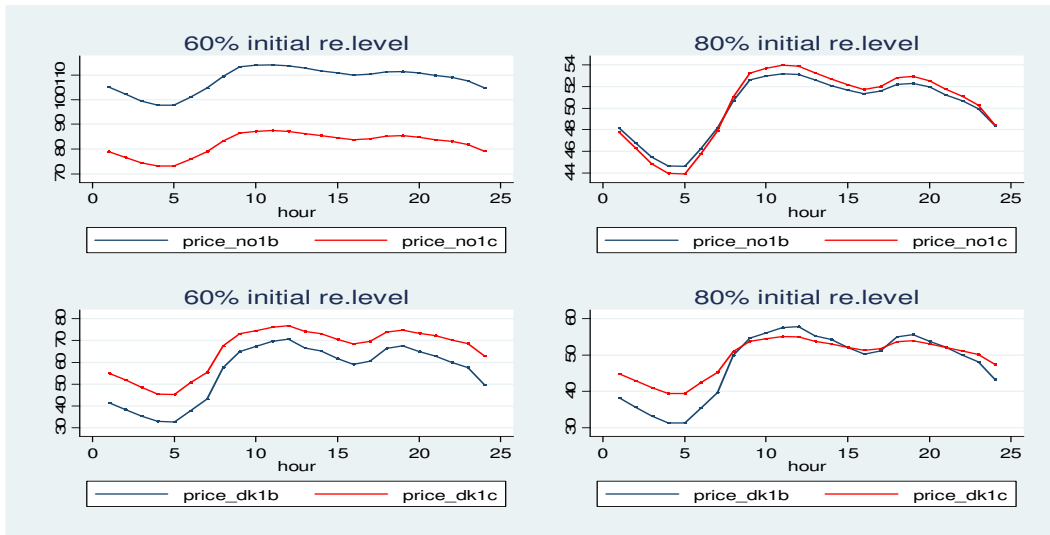 60% initial re.level
80% initial re.level
70 80 90 100 110
44 46 48 50 52 54
0 5 10 15 20 25
0 5 10 15 20 25
hour
hour
price_no1b price_no1c
price_no1b price_no1c
60% initial re.level
80% initial re.level
30 40 50 60 70 80
30 40 50 60
0 5 10 15 20 25
0 5 10 15 20 25
hour
hour
price_dk1b price_dk1c
price_dk1b price_dk1c